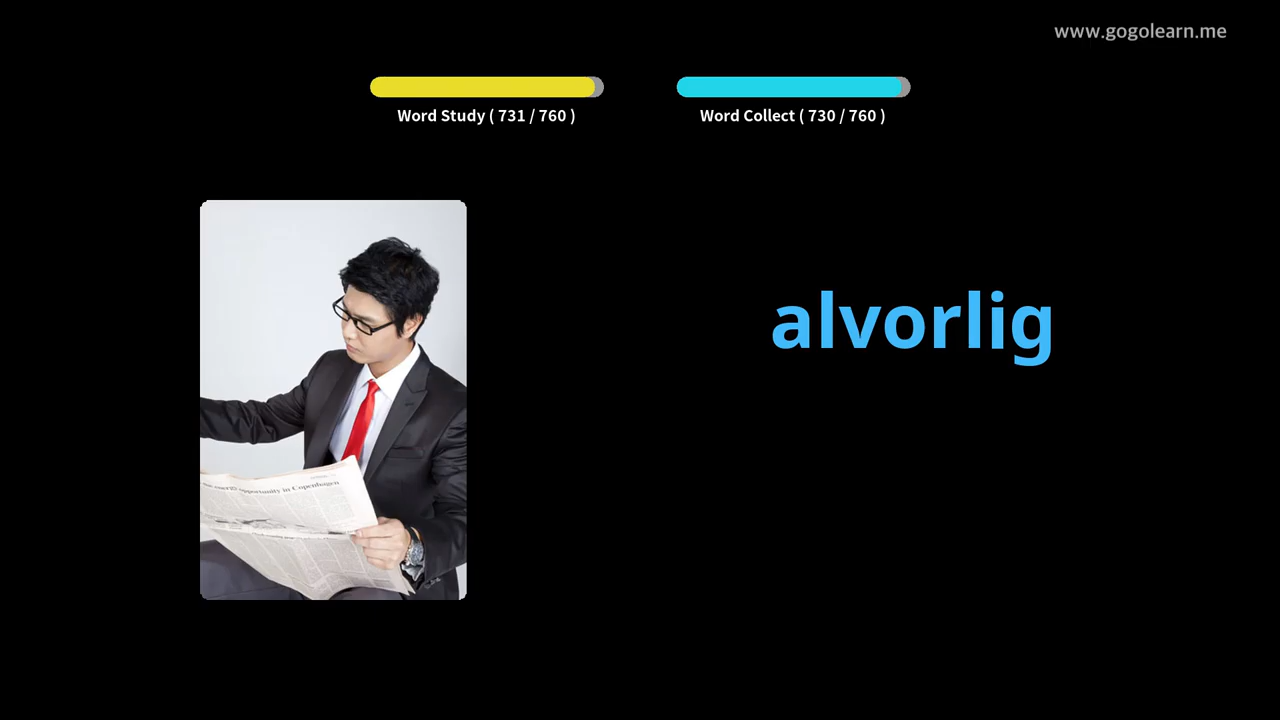 www.gogolearn.me
Word Study ( 731 / 760 )
Word Collect ( 730 / 760 )
alvorlig
opportunity in Copenhagen